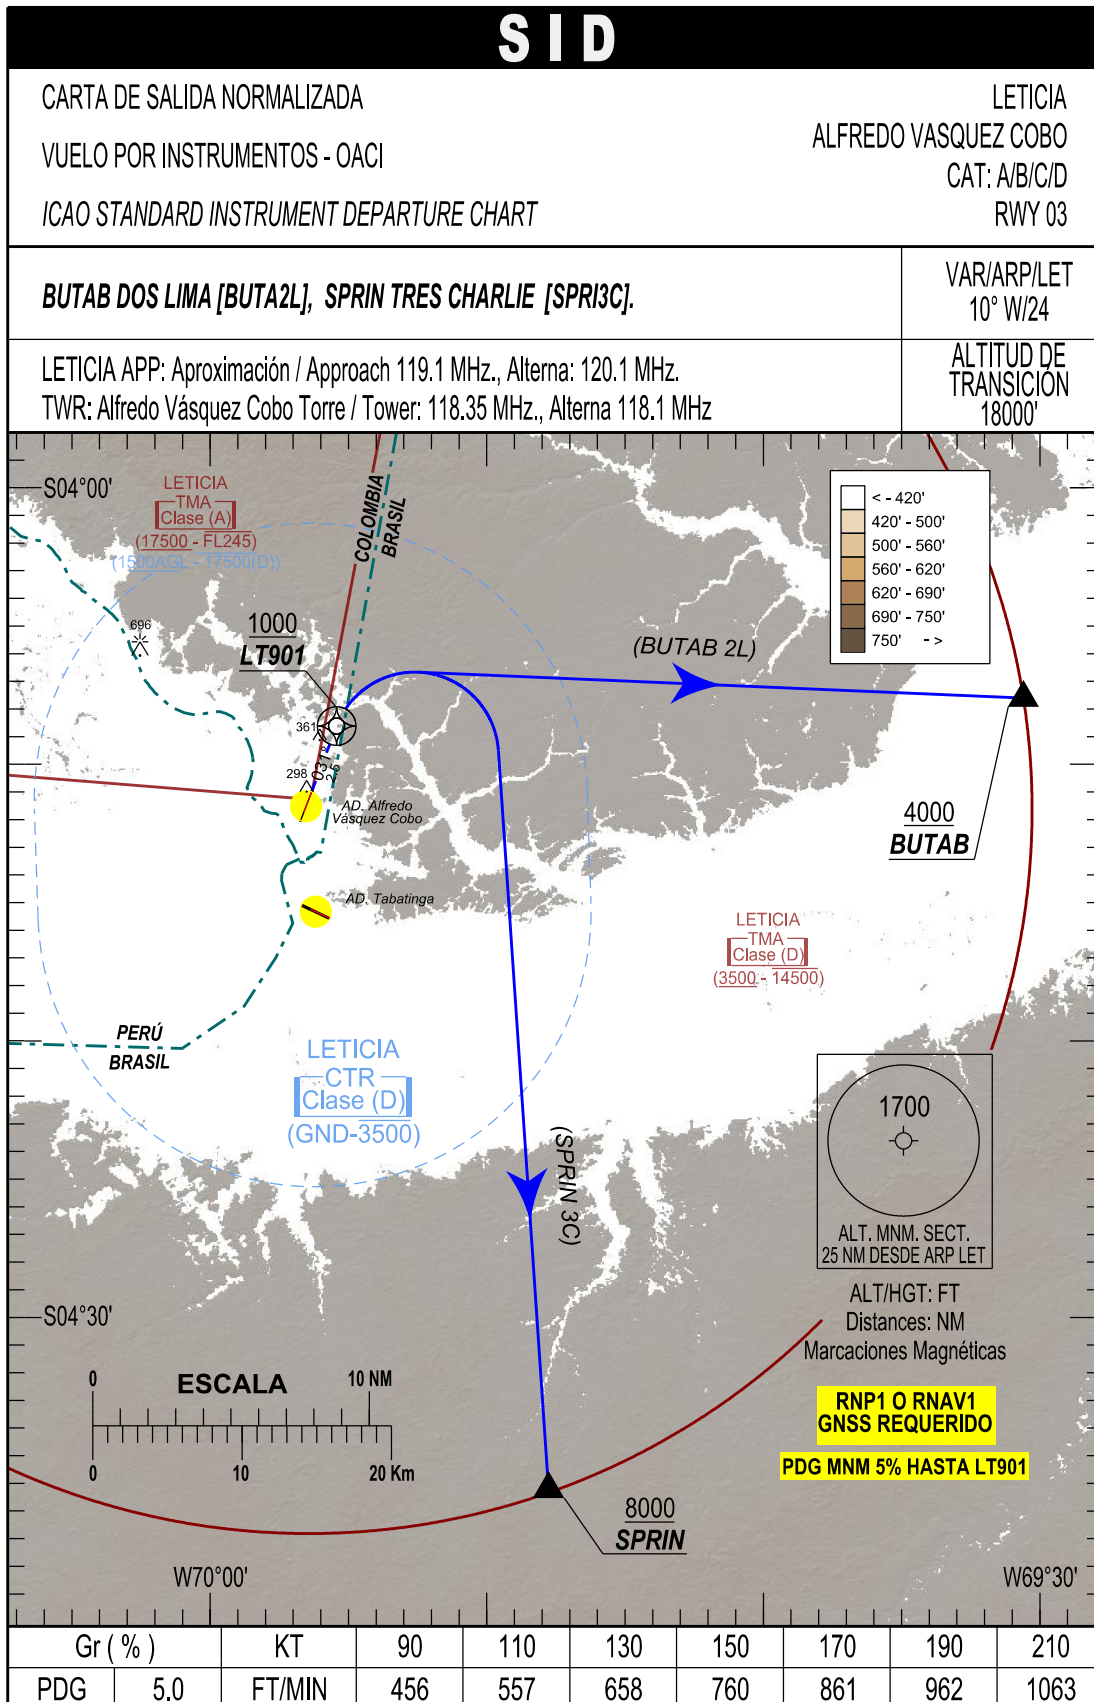 SID
CARTA DE SALIDA NORMALIZADA
VUELO POR INSTRUMENTOS - OACI
ICAO STANDARD INSTRUMENT DEPARTURE CHART
LETICIA
ALFREDO VASQUEZ COBO
CAT: A/B/C/D
RWY 03
BUTAB DOS LIMA [BUTA2L], SPRIN TRES CHARLIE [SPRI3C].
VAR/ARP/LET
10° W/24
LETICIA APP: Aproximación / Approach 119.1 MHz., Alterna: 120.1 MHz.
TWR: Alfredo Vásquez Cobo Torre / Tower: 118.35 MHz., Alterna 118.1 MHz
ALTITUD DE
TRANSICIÓN
18000'
S04°00'
LETICIA
TMA
Clase (A)
(17500 - FL245)
(1500AGL - 17500(D))
COLOMBIA
BRASIL
< - 420'
420' - 500'
500' - 560'
560' - 620'
620' - 690'
690' - 750'
750' - >
696
1000
LT901
(BUTAB 2L)
361
031°
2.5
298
AD. Alfredo
Vásquez Cobo
4000
BUTAB
AD. Tabatinga
LETICIA
TMA
Clase (D)
(3500 - 14500)
PERÚ
BRASIL
LETICIA
CTR
Clase (D)
(GND-3500)
(SPRIN 3C)
1700
ALT. MNM. SECT.
25 NM DESDE ARP LET
ALT/HGT: FT
Distances: NM
Marcaciones Magnéticas
S04°30'
0 ESCALA 10 NM
0 10 20 Km
RNP1 O RNAV1
GNSS REQUERIDO
PDG MNM 5% HASTA LT901
8000
SPRIN
W70°00'
W69°30'
Gr ( % ) KT 90 110 130 150 170 190 210
PDG 5.0 FT/MIN 456 557 658 760 861 962 1063